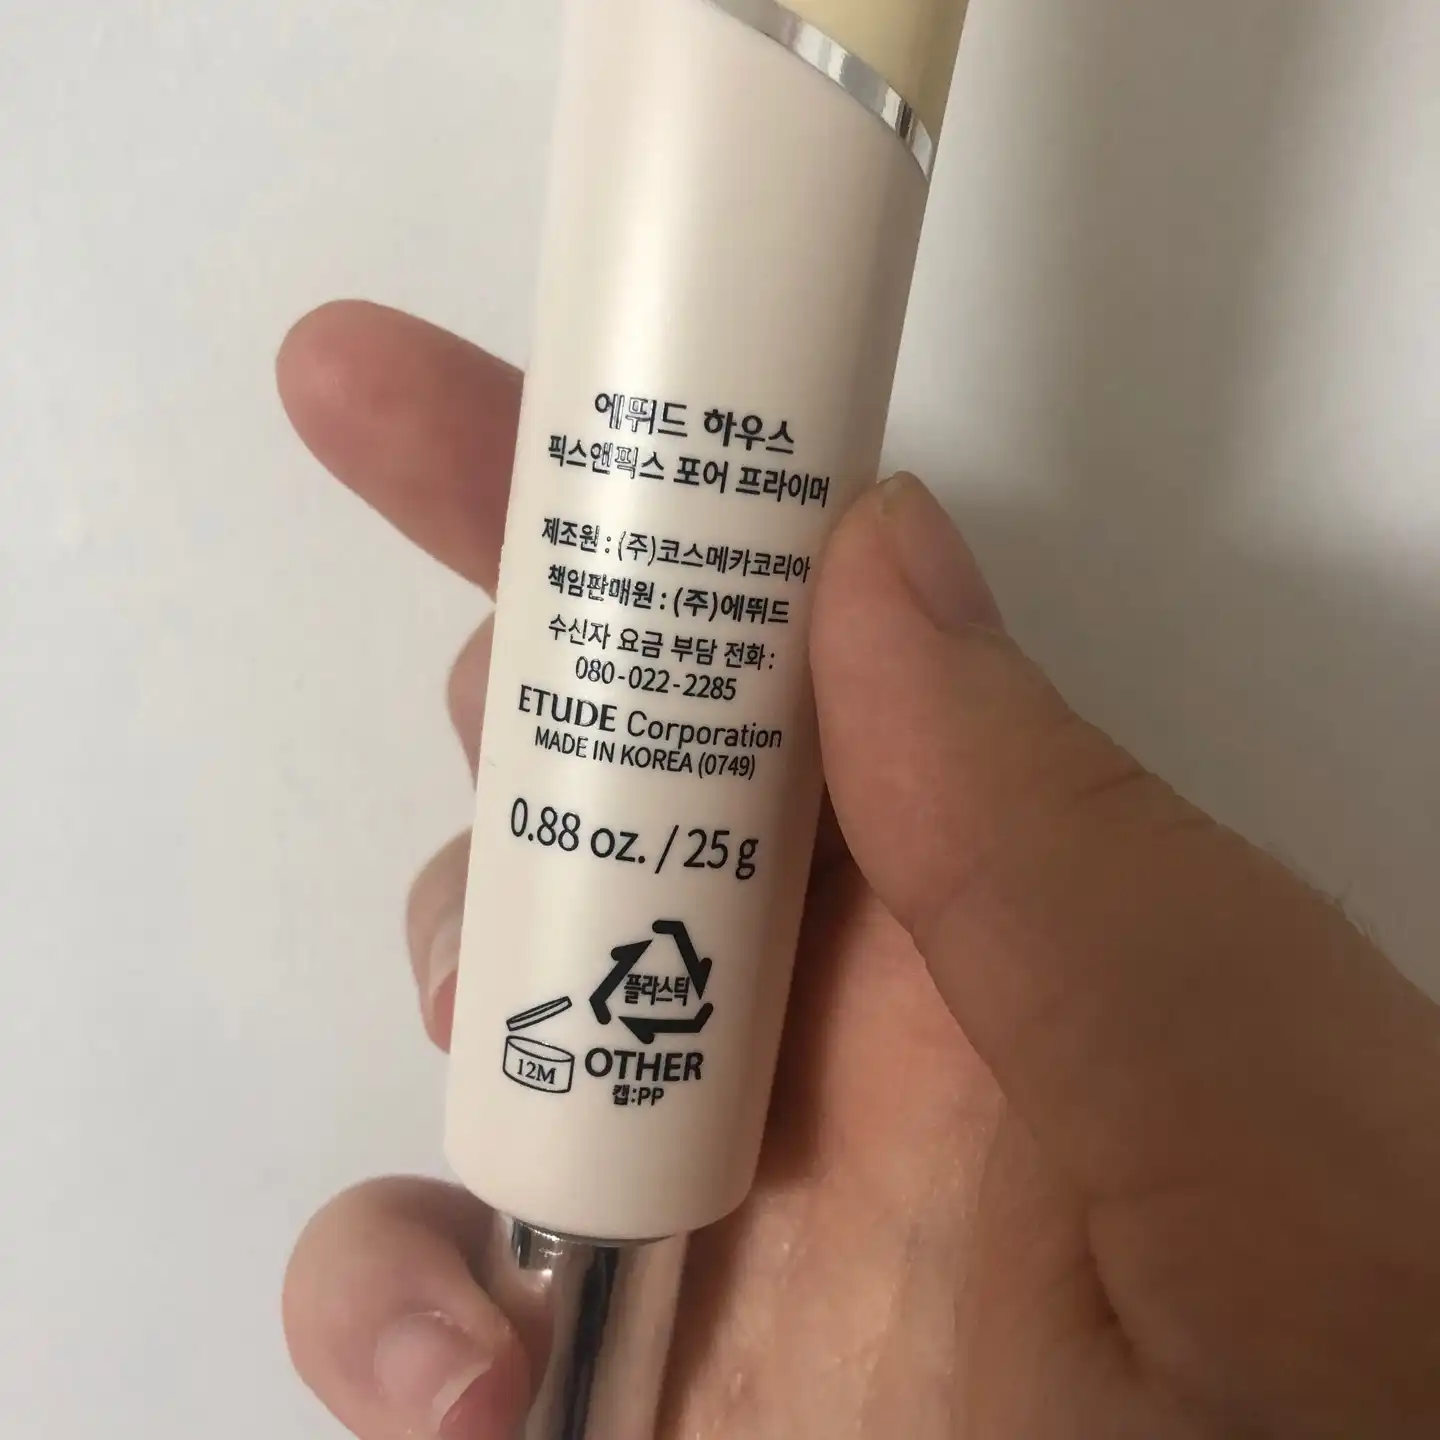 에뛰드 하우스
픽스앤픽스 포어 프라이머
제조원 : (주)코스메카코리아
책임판매원 : (주)에뛰드
수신자 요금 부담 전화 :
080-022-2285
ETUDE Corporation
MADE IN KOREA (0749)
0.88 oz. / 25 g
플라스틱
12M
OTHER
캡:PP